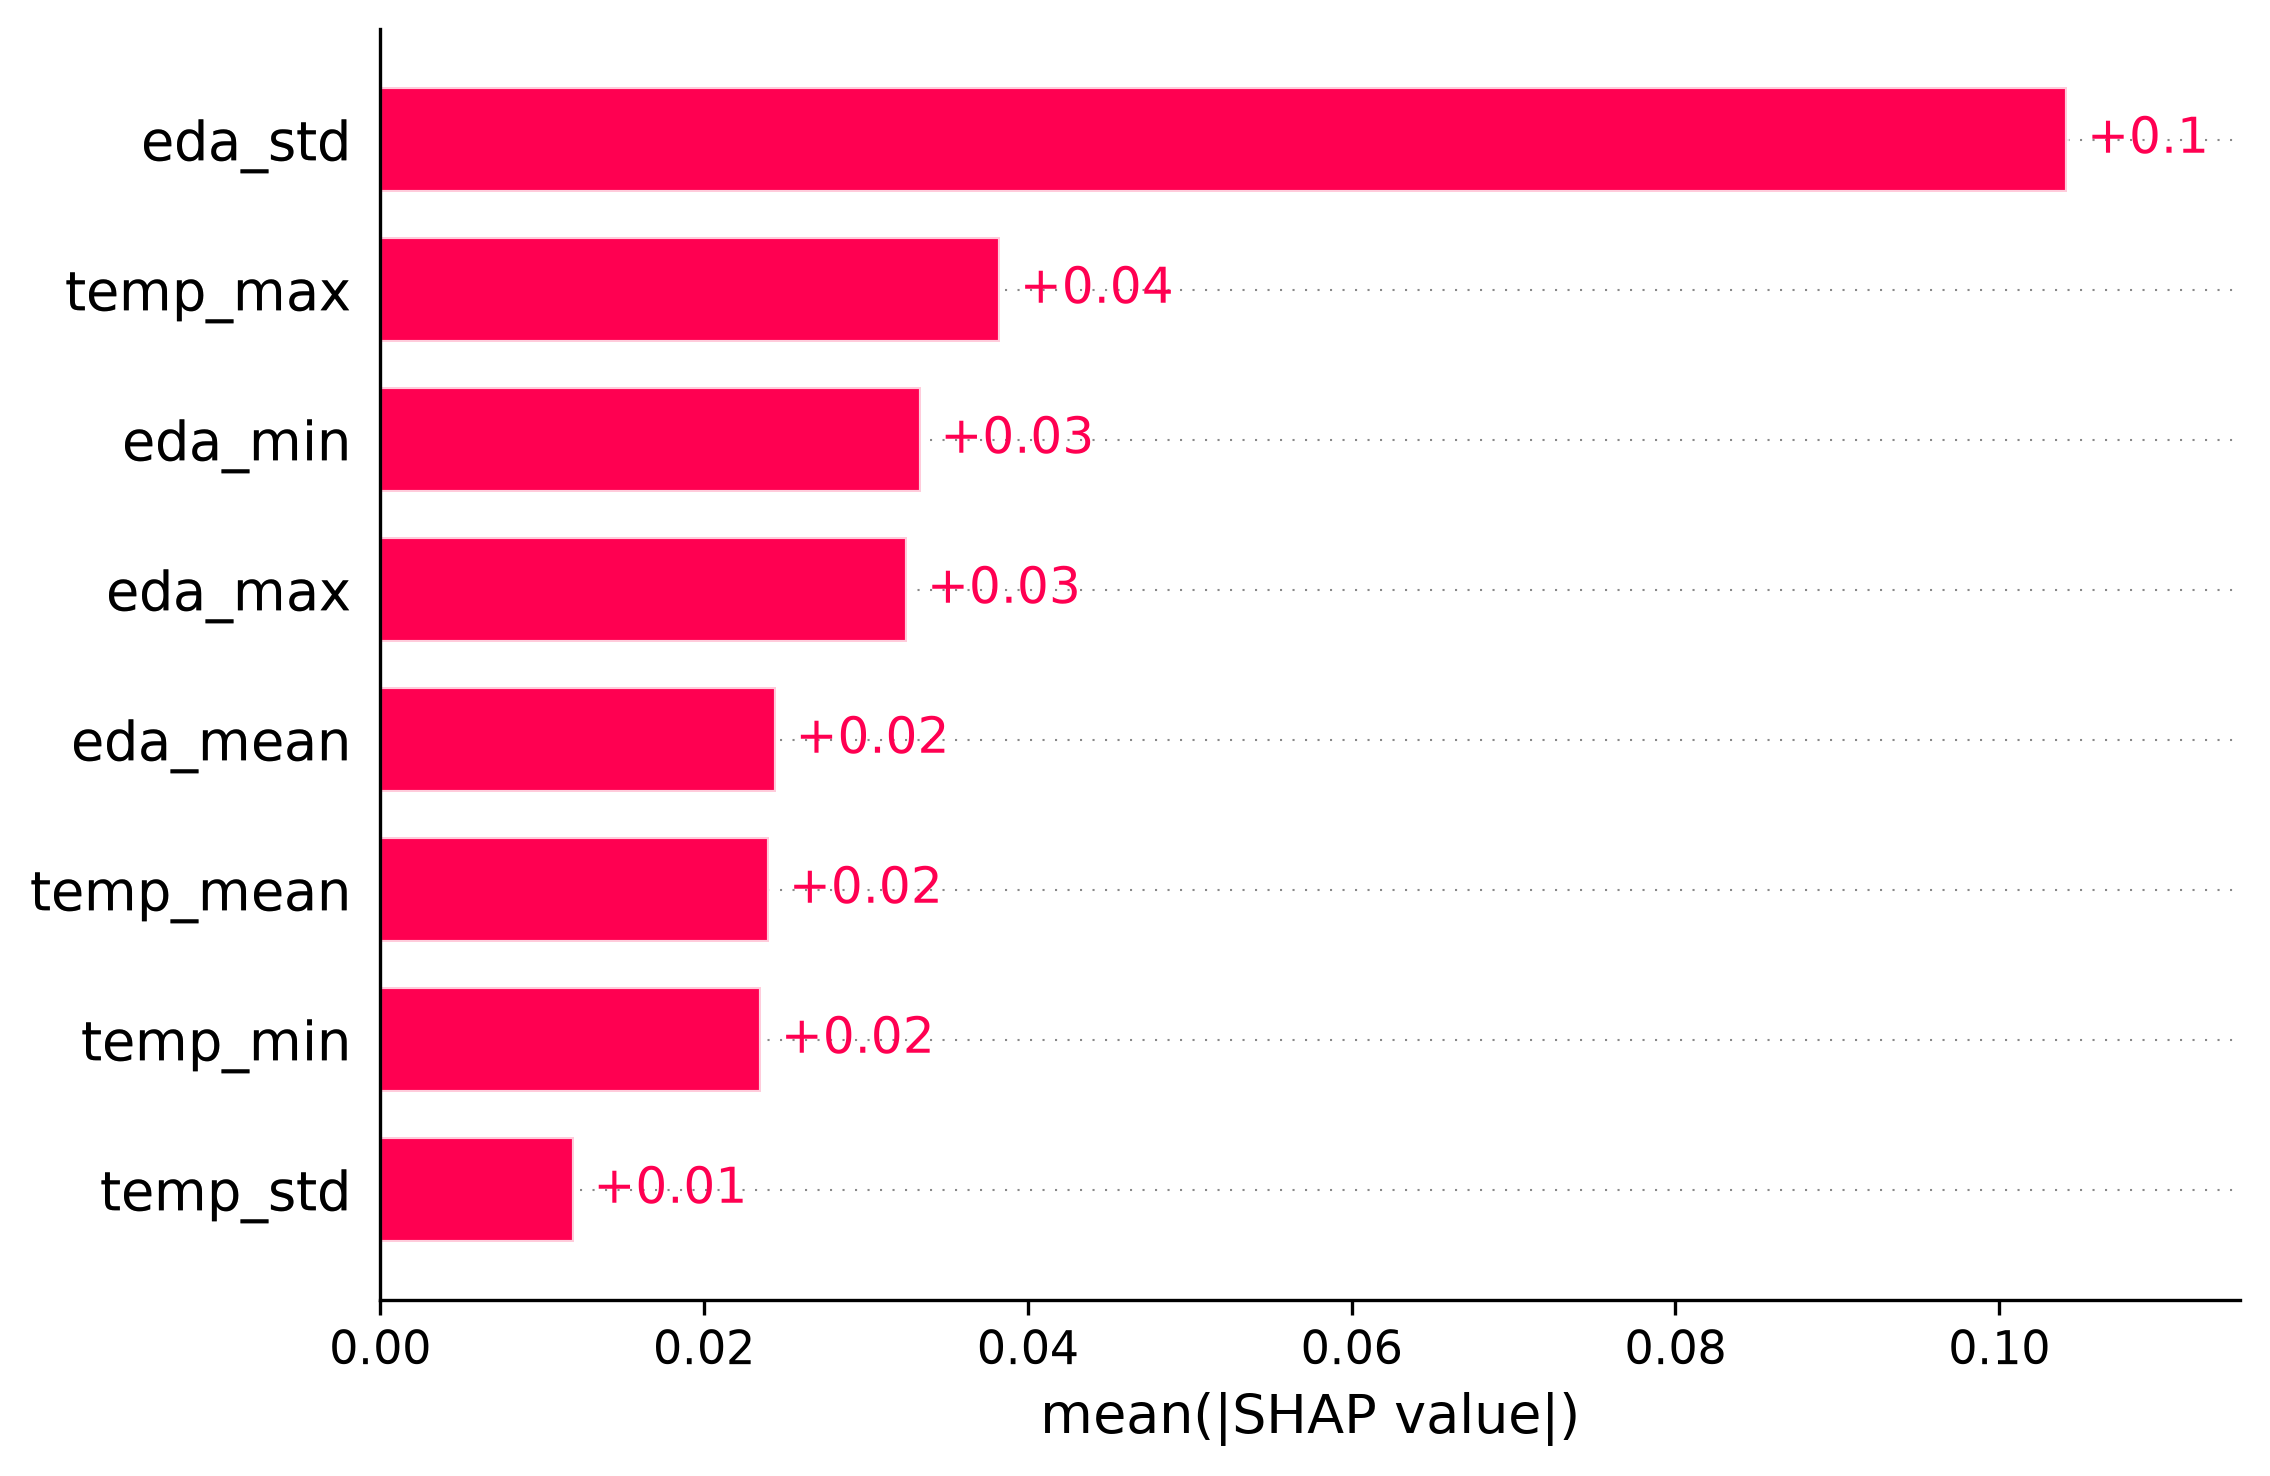 eda_std +0.1
temp_max +0.04
eda_min +0.03
eda_max +0.03
eda_mean +0.02
temp_mean +0.02
temp_min +0.02
temp_std +0.01
0.00 0.02 0.04 0.06 0.08 0.10
mean(|SHAP value|)